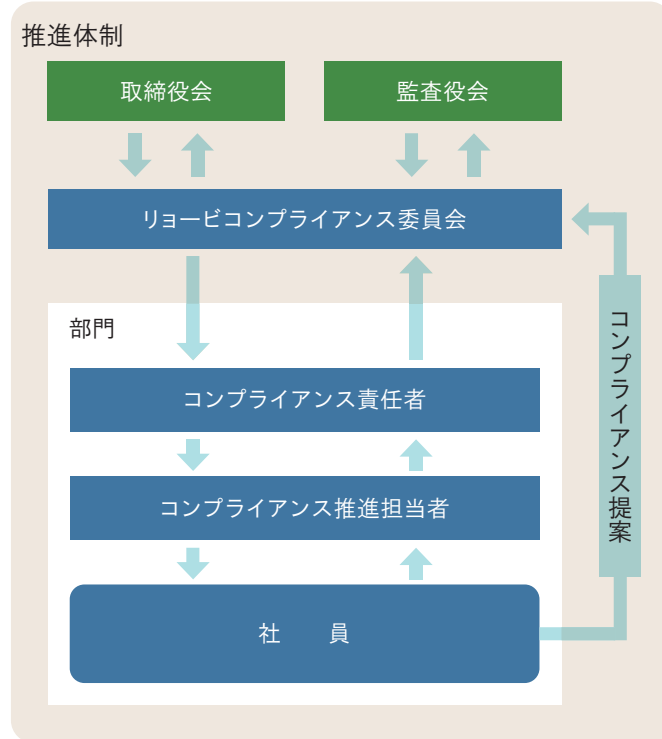 推進体制
取締役会
監査役会
リョービコンプライアンス委員会
部門
コンプライアンス責任者
コンプライアンス推進担当者
社　員
コンプライアンス提案